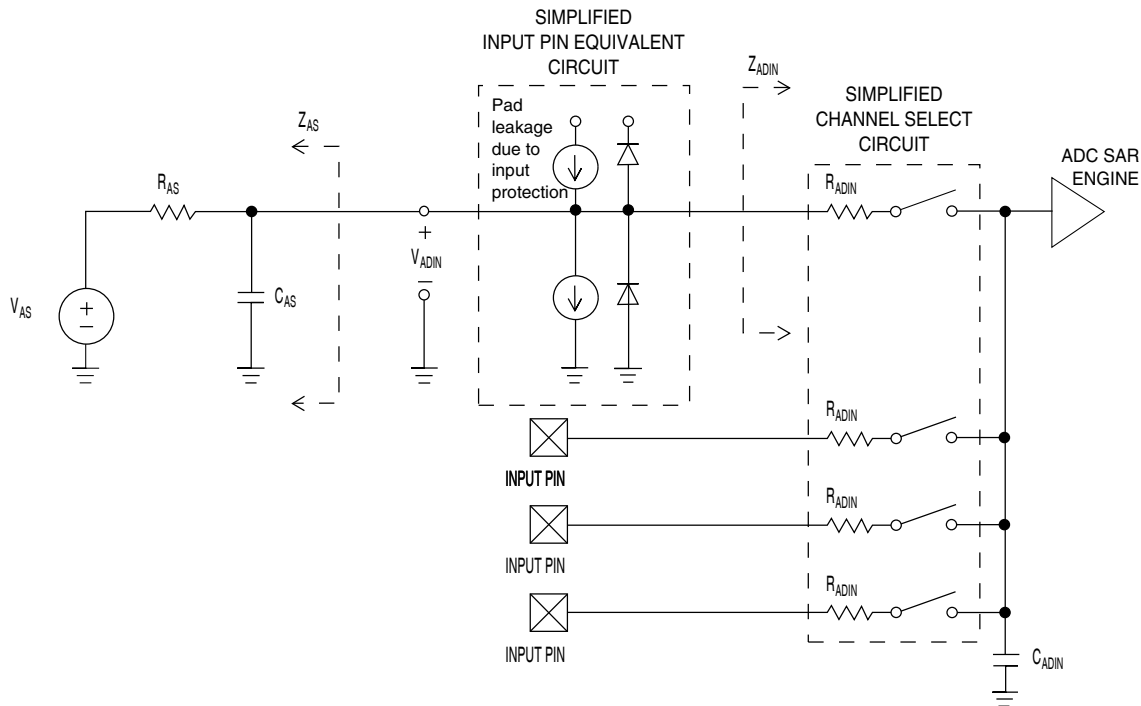 SIMPLIFIED
INPUT PIN EQUIVALENT
CIRCUIT
Pad
leakage
due to
input
protection
Z_ADIN
SIMPLIFIED
CHANNEL SELECT
CIRCUIT
ADC SAR
ENGINE
Z_AS
R_AS
R_ADIN
+
V_ADIN
−
V_AS
+
−
C_AS
R_ADIN
INPUT PIN
R_ADIN
INPUT PIN
R_ADIN
INPUT PIN
C_ADIN